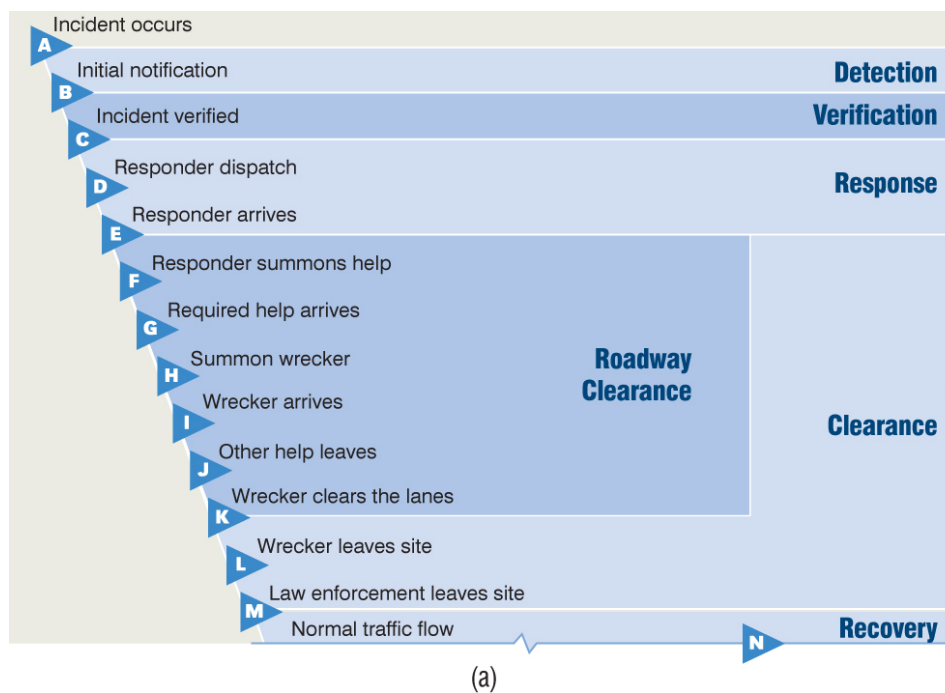 Incident occurs
A
Initial notification
Detection
B
Incident verified
Verification
C
Responder dispatch
D
Response
Responder arrives
E
Responder summons help
F
Required help arrives
G
Summon wrecker
H
Roadway
Clearance
Wrecker arrives
I
Clearance
Other help leaves
J
Wrecker clears the lanes
K
Wrecker leaves site
L
Law enforcement leaves site
M
Normal traffic flow
N
Recovery
(a)